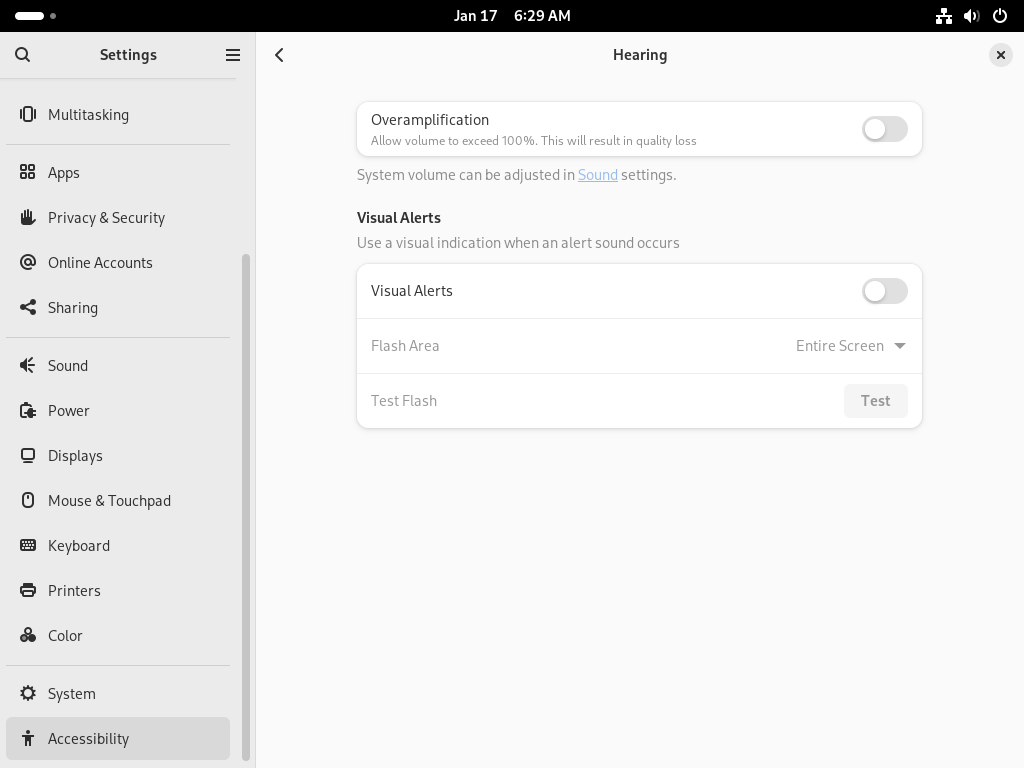 Jan 17 6:29 AM
Settings
Hearing
Multitasking
Apps
Privacy & Security
Online Accounts
Sharing
Sound
Power
Displays
Mouse & Touchpad
Keyboard
Printers
Color
System
Accessibility
Overamplification
Allow volume to exceed 100%. This will result in quality loss
System volume can be adjusted in Sound settings.
Visual Alerts
Use a visual indication when an alert sound occurs
Visual Alerts
Flash Area Entire Screen
Test Flash Test